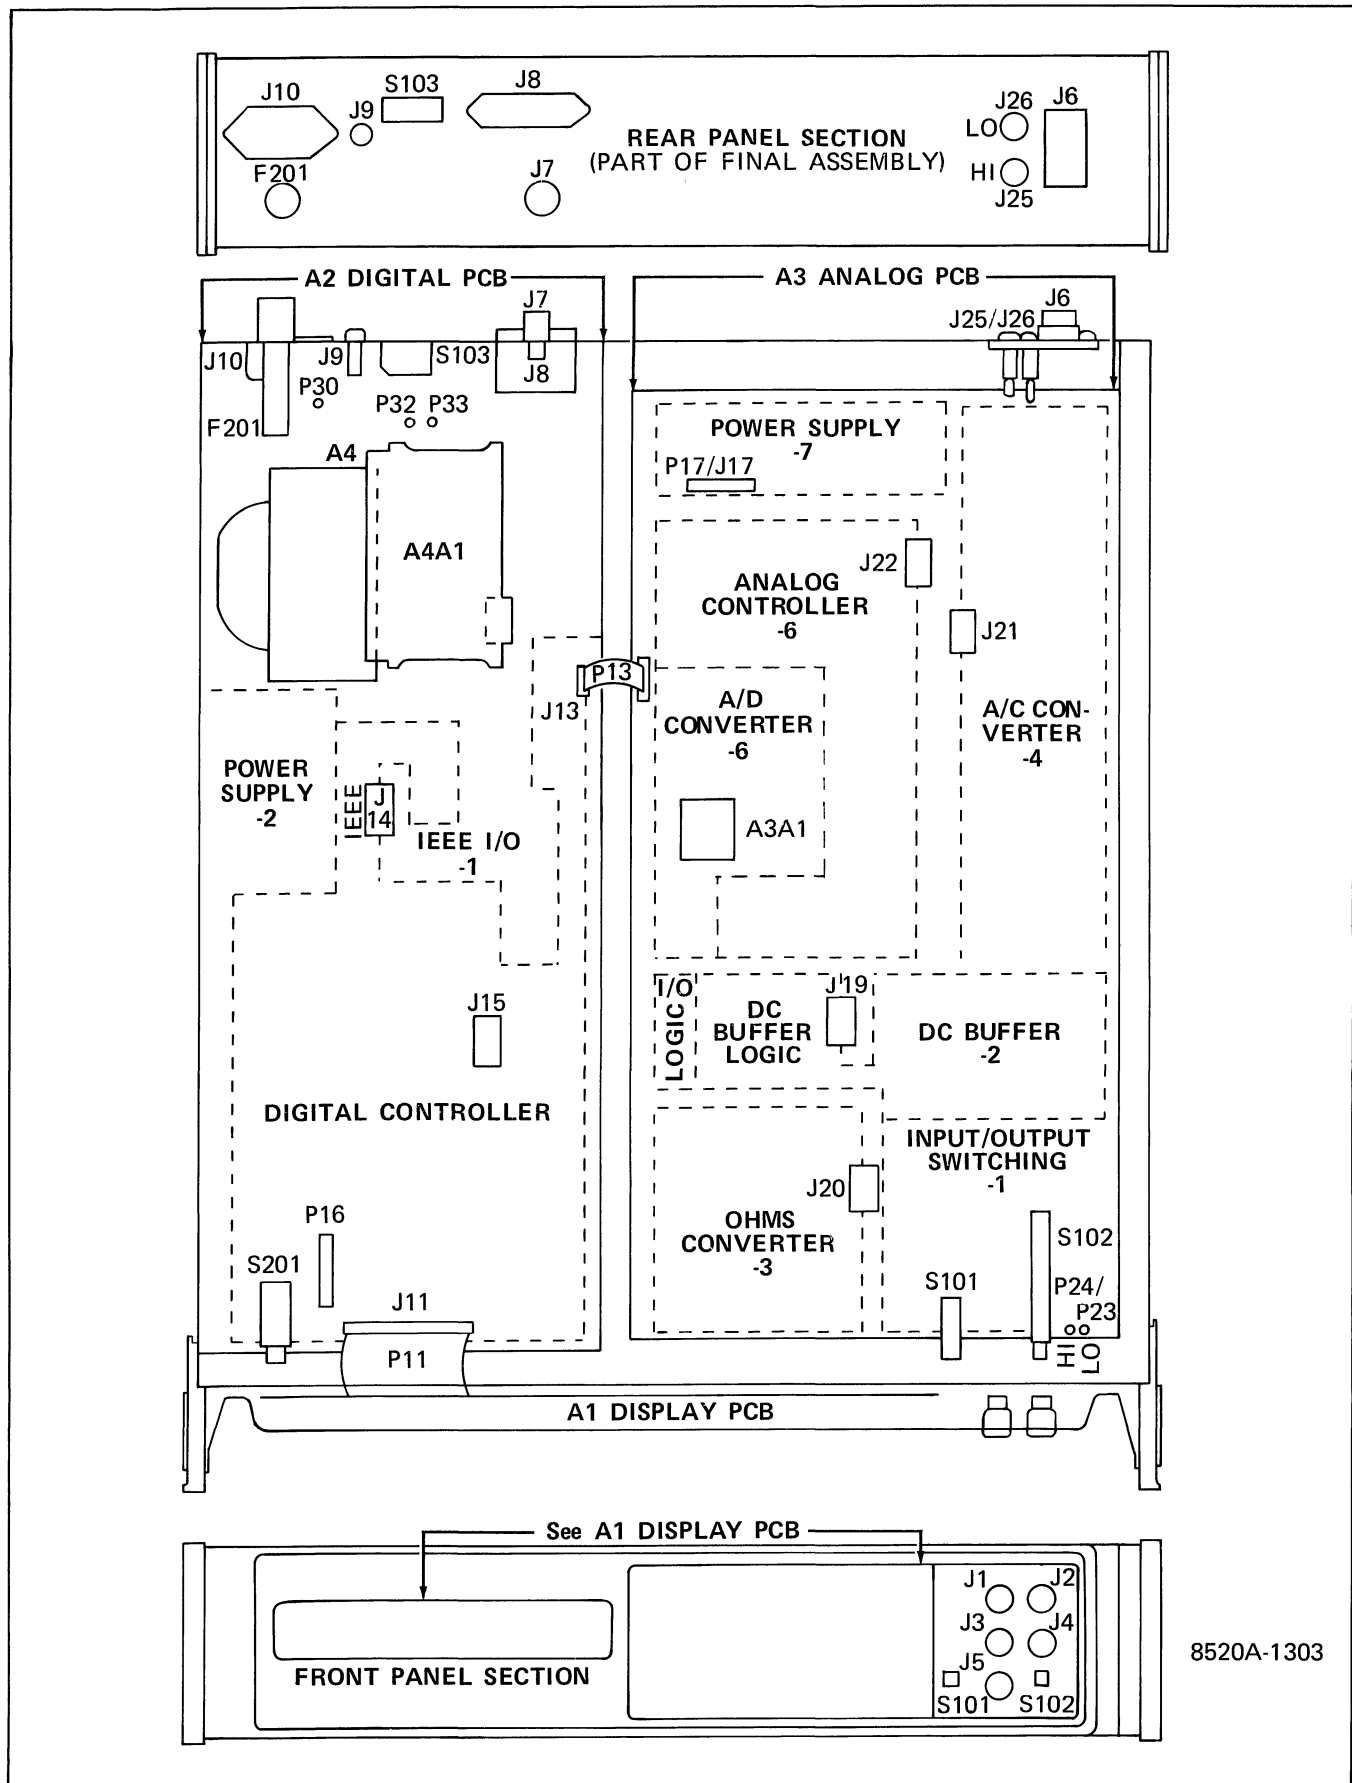 J10
J9
S103
J8
J26
J6
LO
REAR PANEL SECTION
(PART OF FINAL ASSEMBLY)
F201
J7
HI
J25
A2 DIGITAL PCB
A3 ANALOG PCB
J7
J6
J25/J26
J10
J9
S103
J8
P30
P32
P33
F201
A4
POWER SUPPLY
-7
P17/J17
A4A1
J22
ANALOG
CONTROLLER
-6
J21
P13
J13
A/D
CONVERTER
-6
A/C CON-
VERTER
-4
POWER
SUPPLY
-2
IEEE
J
14
IEEE I/O
-1
A3A1
I/O
LOGIC
DC
BUFFER
LOGIC
J19
DC BUFFER
-2
J15
DIGITAL CONTROLLER
INPUT/OUTPUT
SWITCHING
-1
J20
OHMS
CONVERTER
-3
P16
S201
J11
P11
S101
S102
P24/
P23
HI
LO
A1 DISPLAY PCB
See A1 DISPLAY PCB
J1
J2
J3
J4
J5
S101
S102
FRONT PANEL SECTION
8520A-1303